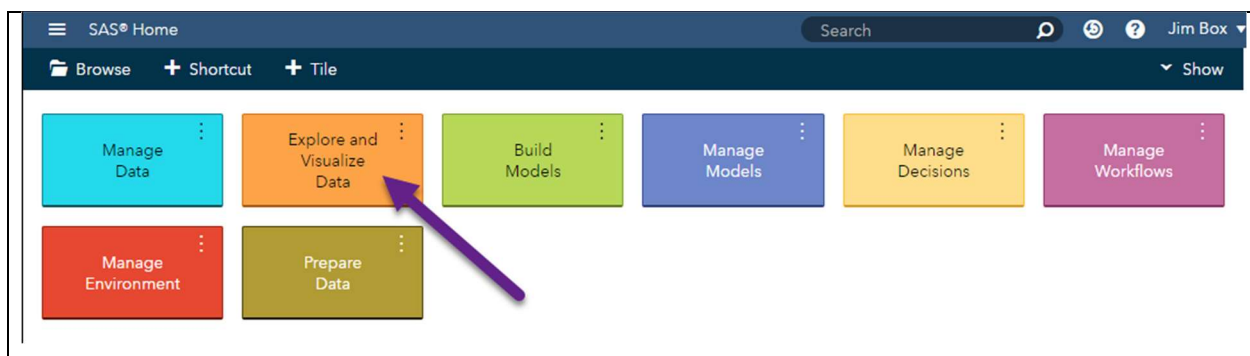 SAS® Home
Search
Jim Box
Browse
Shortcut
Tile
Show
Manage
Data
Explore and
Visualize
Data
Build
Models
Manage
Models
Manage
Decisions
Manage
Workflows
Manage
Environment
Prepare
Data